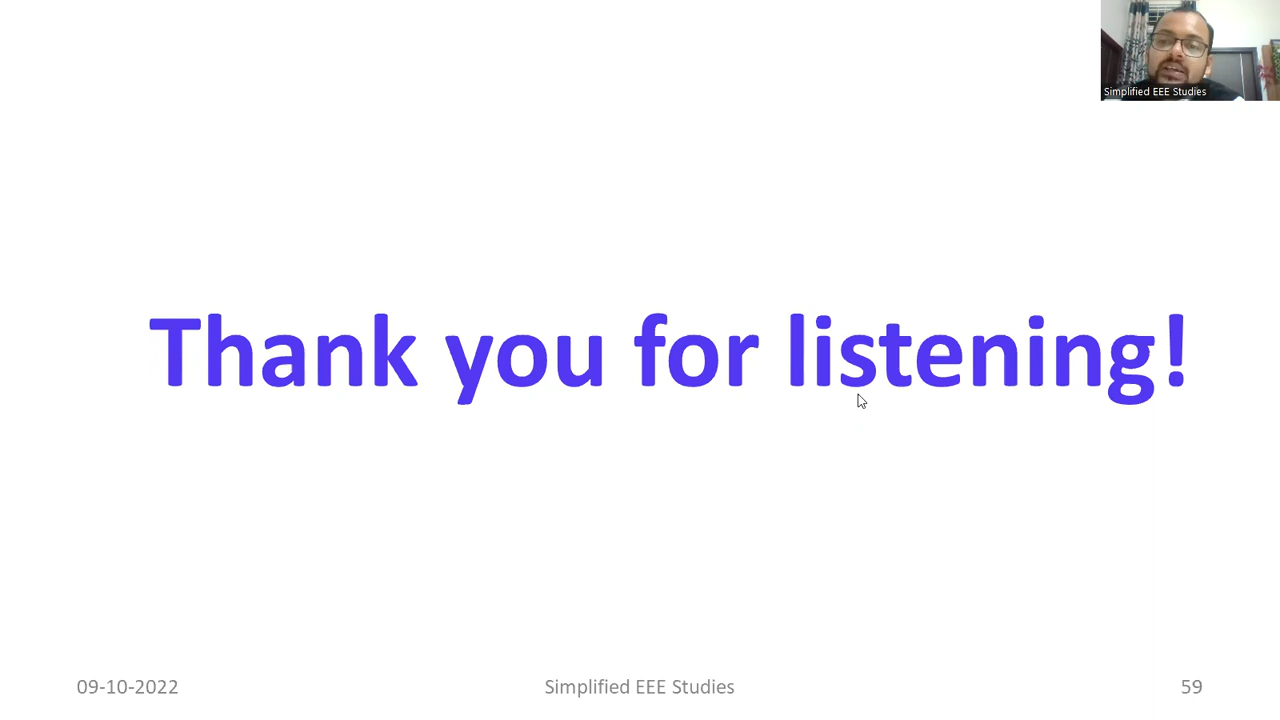 Simplified EEE Studies
Thank you for listening!
09-10-2022
Simplified EEE Studies
59